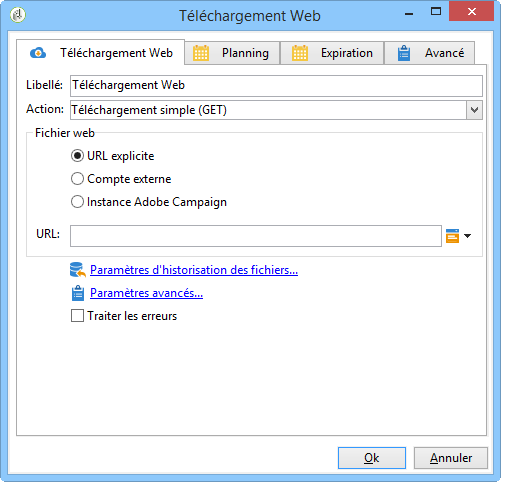 Téléchargement Web
Téléchargement Web Planning Expiration Avancé
Libellé: Téléchargement Web
Action: Téléchargement simple (GET)
Fichier web
URL explicite
Compte externe
Instance Adobe Campaign
URL:
Paramètres d'historisation des fichiers...
Paramètres avancés...
Traiter les erreurs
Ok Annuler